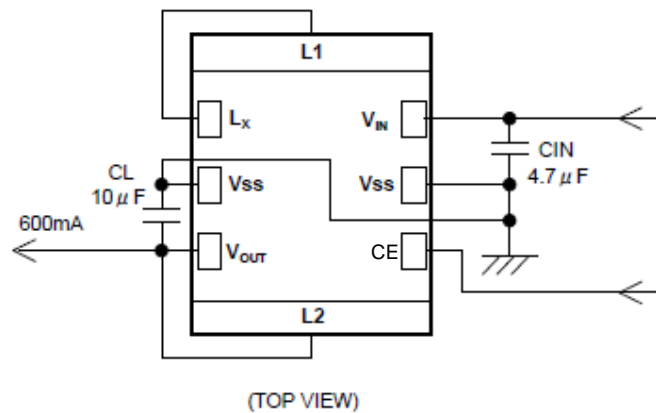 L1
LX
VIN
CIN
4.7μF
CL
10μF
Vss
Vss
600mA
VOUT
CE
L2
(TOP VIEW)